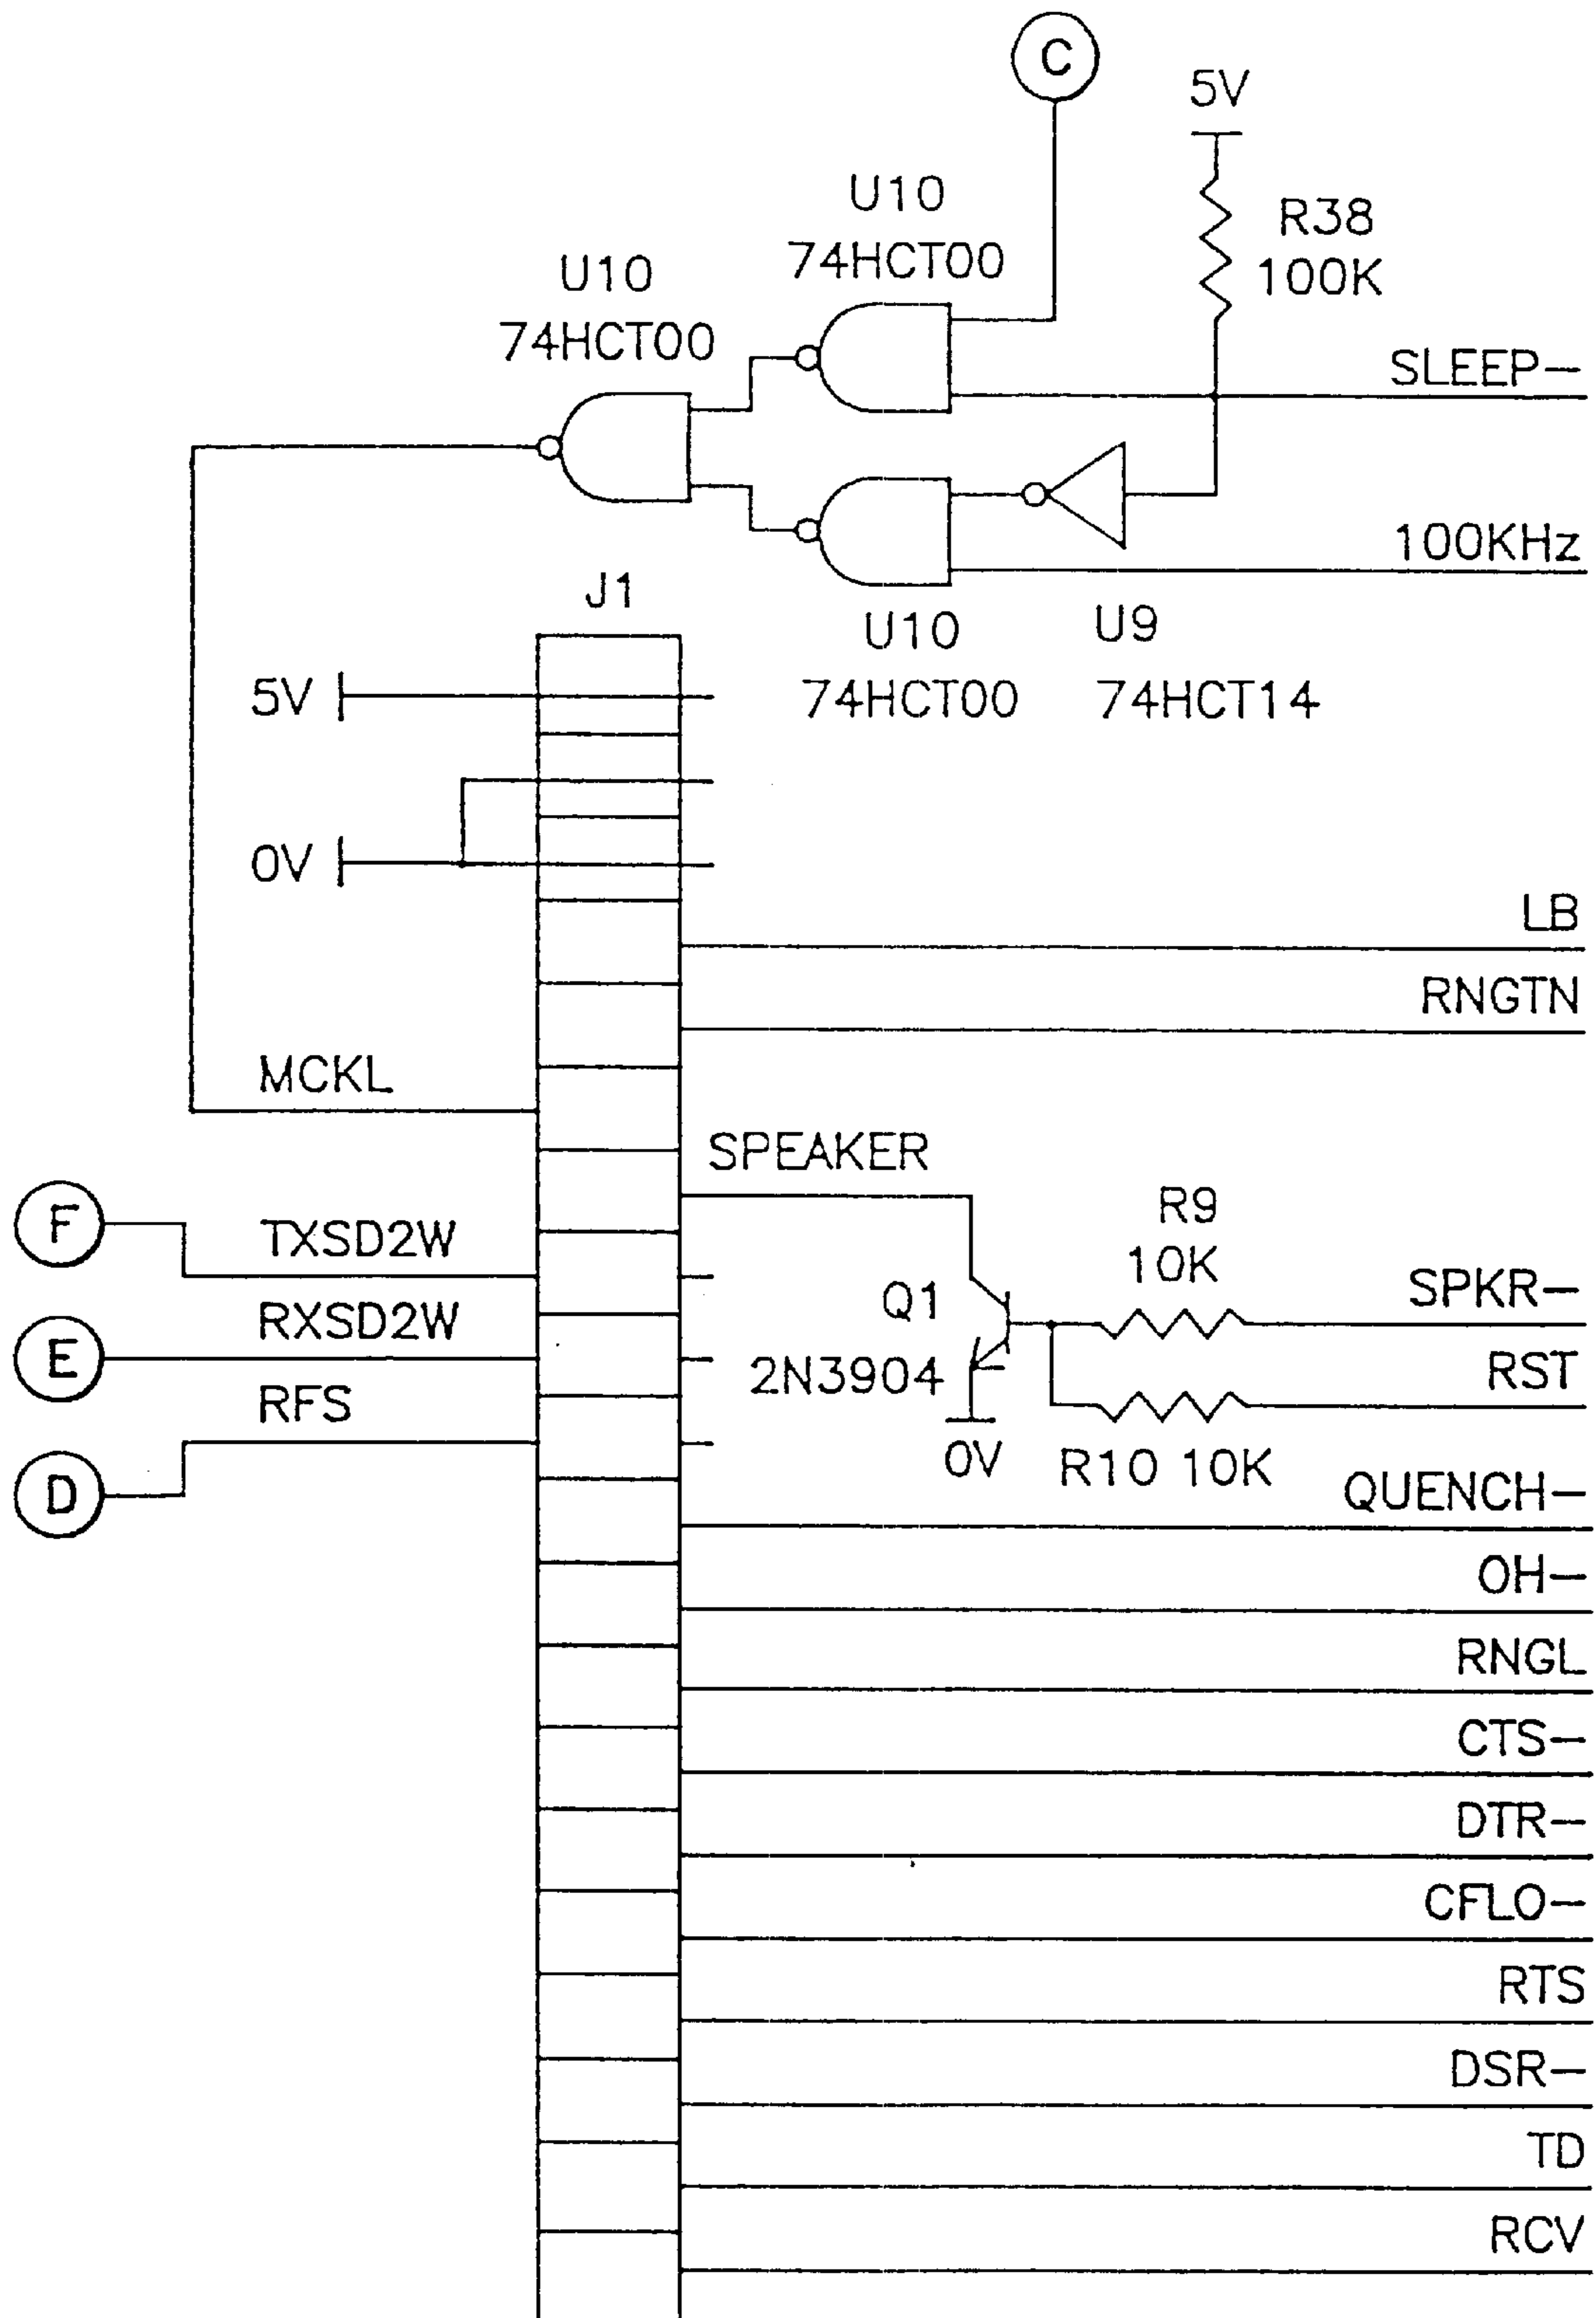 C
5V
U10
74HCT00
R38
100K
U10
74HCT00
SLEEP-
100KHz
J1
U10
74HCT00
U9
74HCT14
5V
0V
LB
RNGTN
MCKL
SPEAKER
F
TXSD2W
R9
10K
Q1
2N3904
SPKR-
E
RXSD2W
RST
RFS
0V
R10 10K
D
QUENCH-
OH-
RNGL
CTS-
DTR-
CFLO-
RTS
DSR-
TD
RCV